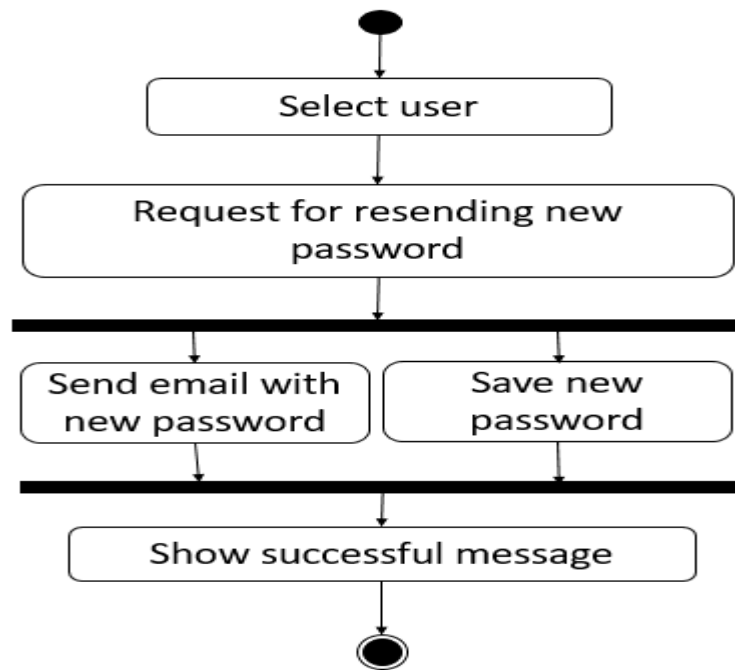 Select user
Request for resending new
password
Send email with
new password
Save new
password
Show successful message